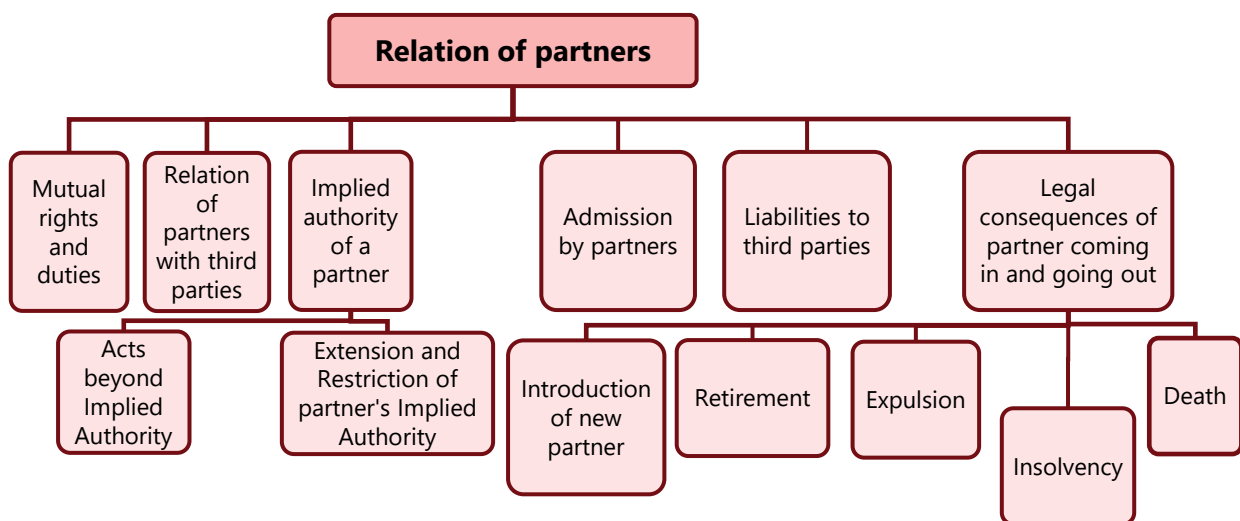 Relation of partners
Mutual
rights
and
duties
Relation
of
partners
with third
parties
Implied
authority
of a
partner
Admission
by partners
Liabilities to
third parties
Legal
consequences of
partner coming
in and going out
Acts
beyond
Implied
Authority
Extension and
Restriction of
partner's Implied
Authority
Introduction
of new
partner
Retirement
Expulsion
Insolvency
Death